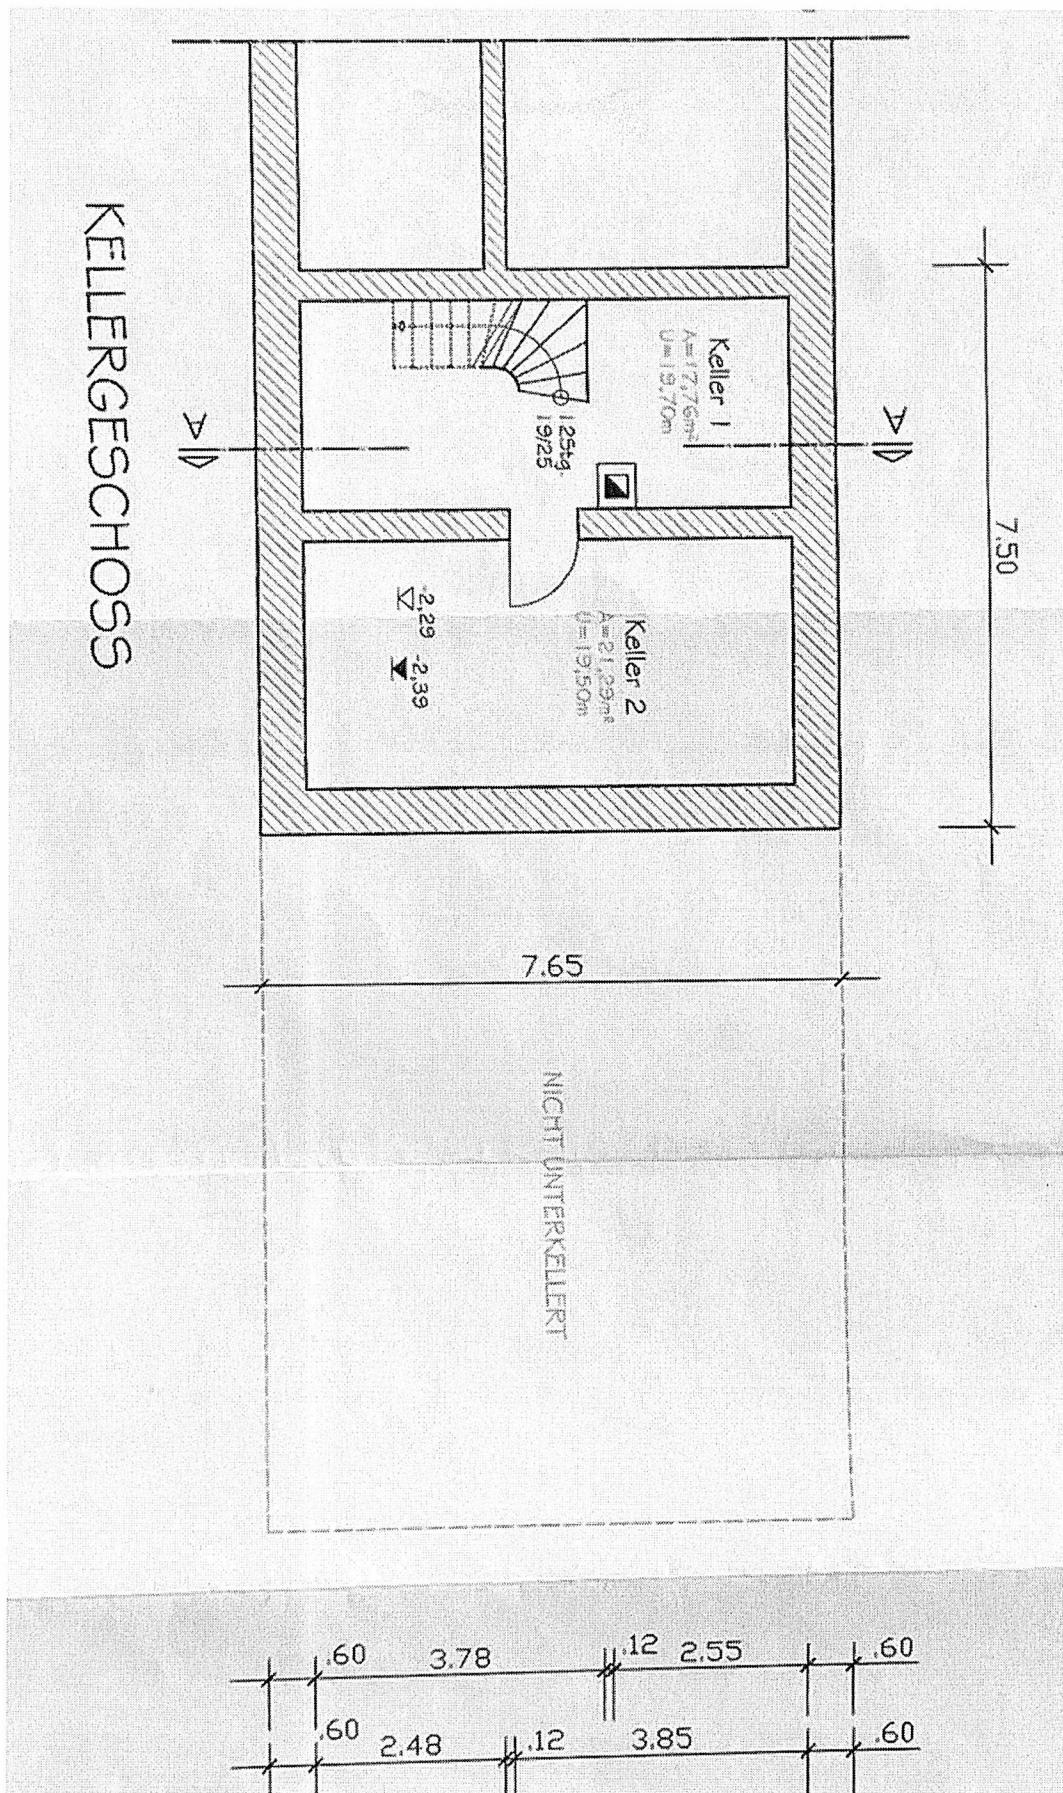 KELLERGESCHOSS
A
A
Keller 1
A=17,76m²
U=19,70m
12Stg.
19/25
7.50
Keller 2
A=21,29m²
U=19,50m
-2,29
-2,39
7.65
NICHT UNTERKELLERT
.60 3.78 .12 2.55 .60
.60 2.48 .12 3.85 .60